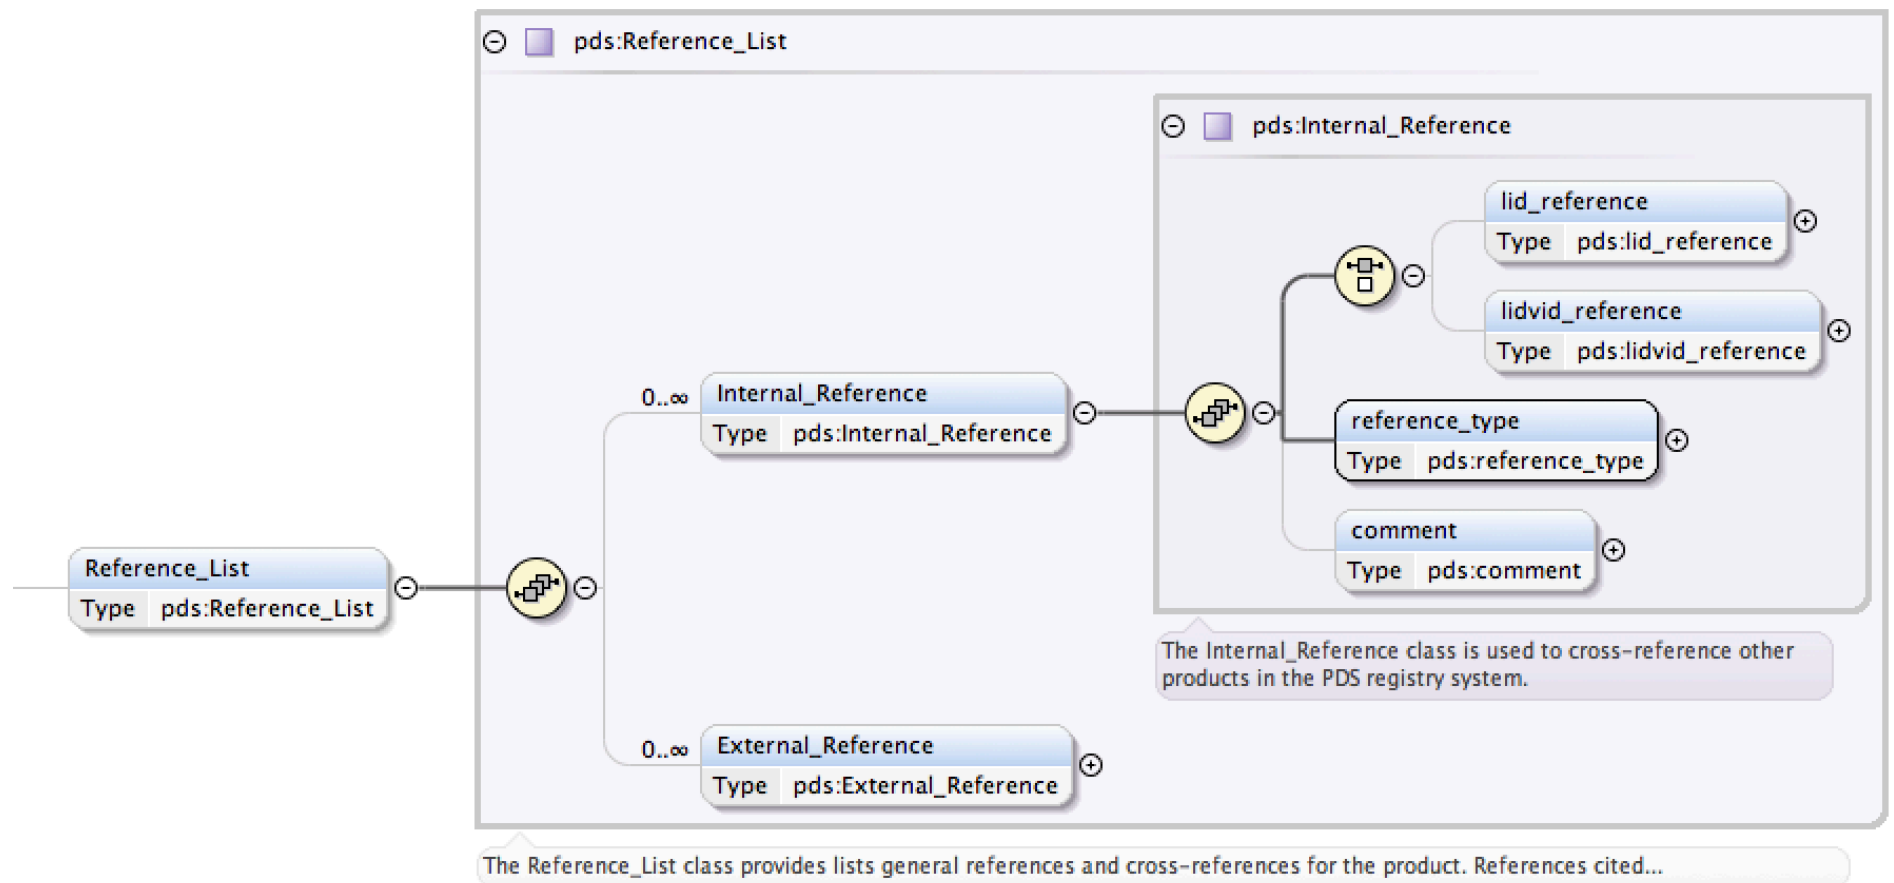 pds:Reference_List
pds:Internal_Reference
lid_reference
Type pds:lid_reference
lidvid_reference
Type pds:lidvid_reference
0..∞
Internal_Reference
Type pds:Internal_Reference
reference_type
Type pds:reference_type
comment
Type pds:comment
Reference_List
Type pds:Reference_List
The Internal_Reference class is used to cross-reference other
products in the PDS registry system.
0..∞
External_Reference
Type pds:External_Reference
The Reference_List class provides lists general references and cross-references for the product. References cited...